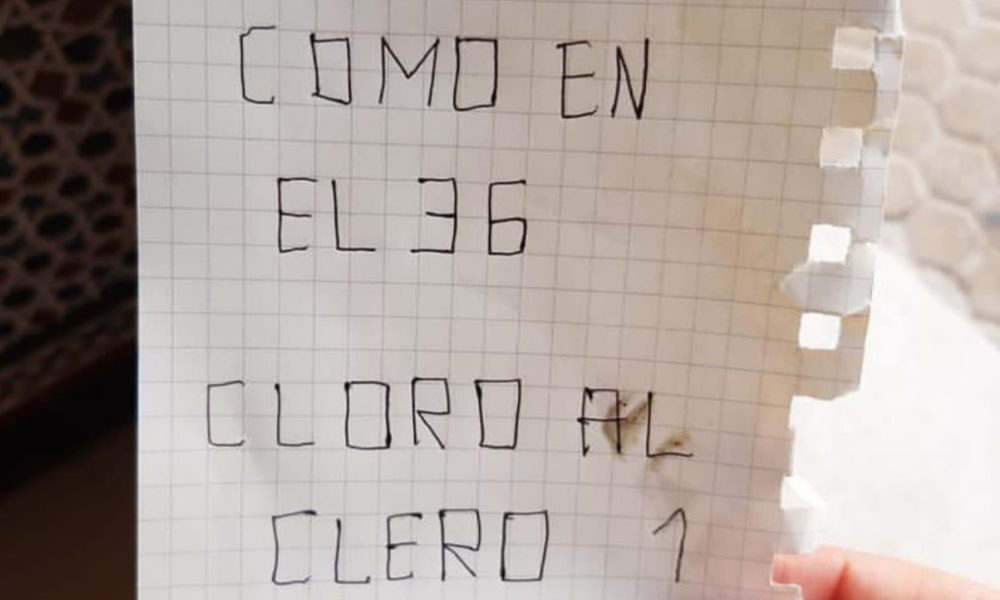 COMO EN
EL 36
CLORO AL
CLERO 1